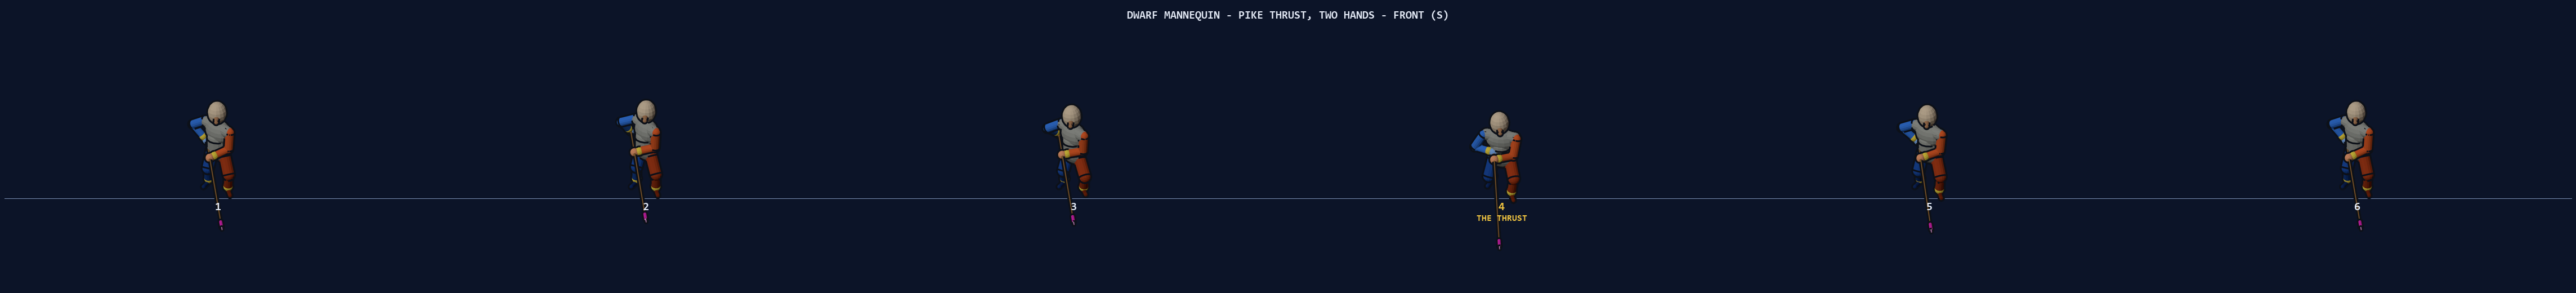 DWARF MANNEQUIN - PIKE THRUST, TWO HANDS - FRONT (S)
1 2 3 4 5 6
THE THRUST